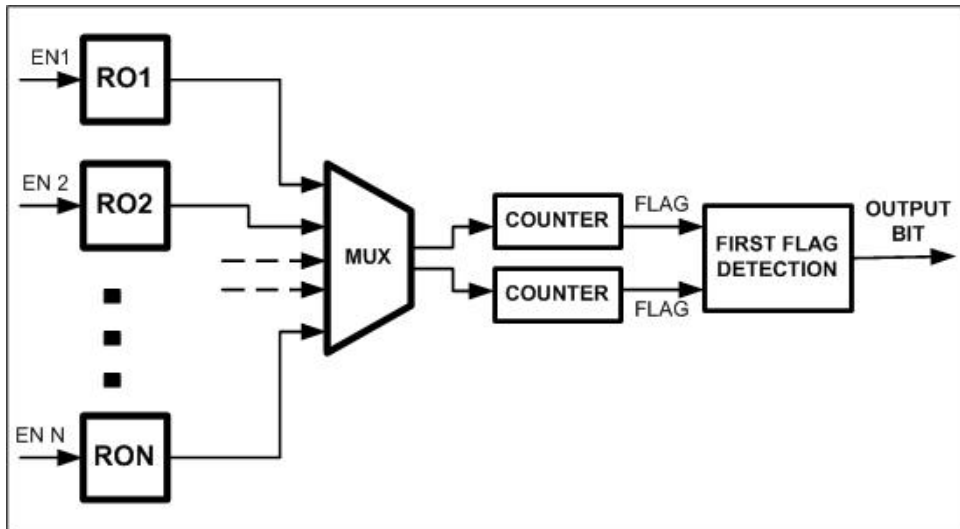 EN1
RO1
EN 2
RO2
EN N
RON
MUX
COUNTER
FLAG
COUNTER
FLAG
FIRST FLAG
DETECTION
OUTPUT
BIT